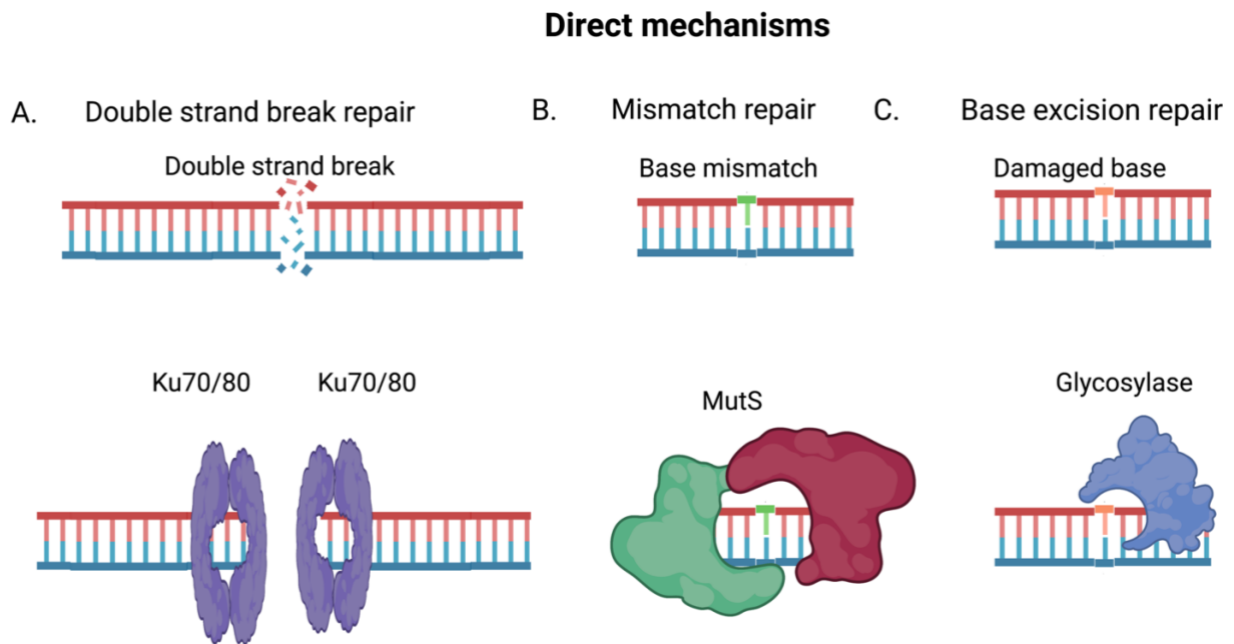 Direct mechanisms
A. Double strand break repair
Double strand break
Ku70/80 Ku70/80
B. Mismatch repair
Base mismatch
MutS
C. Base excision repair
Damaged base
Glycosylase